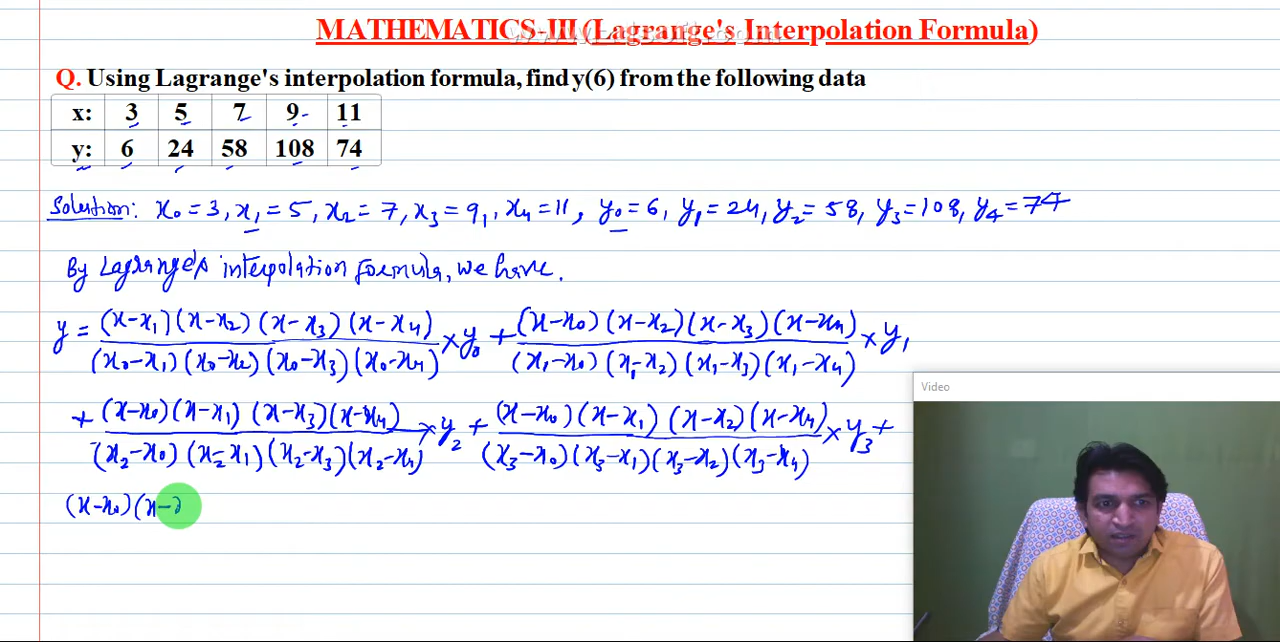 MATHEMATICS-III (Lagrange's Interpolation Formula)
Q. Using Lagrange's interpolation formula, find y(6) from the following data
x: 3 5 7 9 11
y: 6 24 58 108 74
Solution: x₀ = 3, x₁ = 5, x₂ = 7, x₃ = 9, x₄ = 11, y₀ = 6, y₁ = 24, y₂ = 58, y₃ = 108, y₄ = 74
By Lagrange's interpolation formula, we have.
y = (x-x₁)(x-x₂)(x-x₃)(x-x₄) / (x₀-x₁)(x₀-x₂)(x₀-x₃)(x₀-x₄) × y₀ + (x-x₀)(x-x₂)(x-x₃)(x-x₄) / (x₁-x₀)(x₁-x₂)(x₁-x₃)(x₁-x₄) × y₁
+ (x-x₀)(x-x₁)(x-x₃)(x-x₄) / (x₂-x₀)(x₂-x₁)(x₂-x₃)(x₂-x₄) × y₂ + (x-x₀)(x-x₁)(x-x₂)(x-x₄) / (x₃-x₀)(x₃-x₁)(x₃-x₂)(x₃-x₄) × y₃ +
(x-x₀)(x-
Video